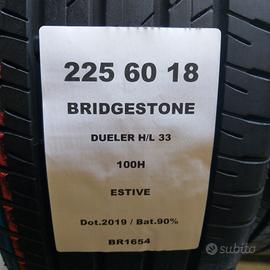 225 60 18
BRIDGESTONE
DUELER H/L 33
100H
ESTIVE
Dot.2019 / Bat.90%
BR1654
subito